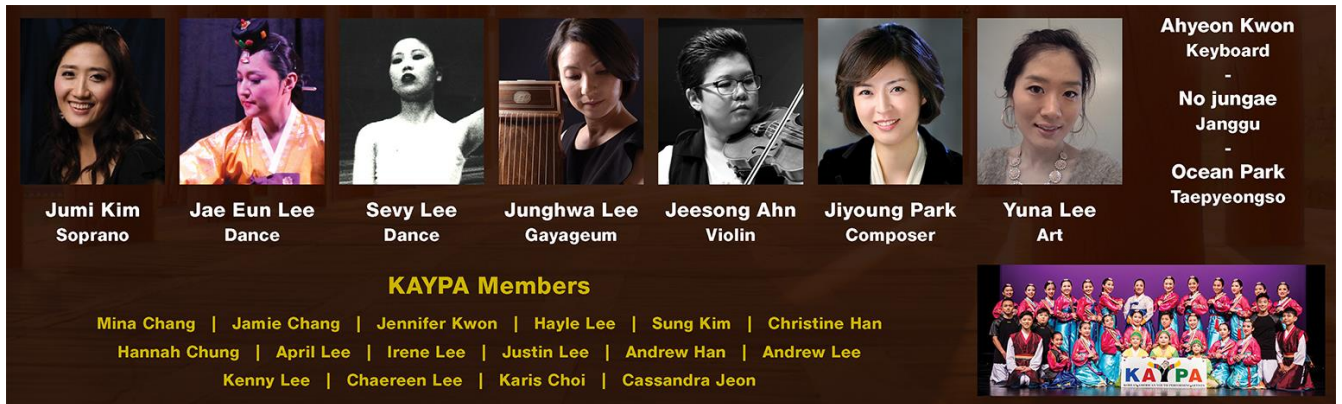 Jumi Kim
Soprano
Jae Eun Lee
Dance
Sevy Lee
Dance
Junghwa Lee
Gayageum
Jeesong Ahn
Violin
Jiyoung Park
Composer
Yuna Lee
Art
Ahyeon Kwon
Keyboard
-
No jungae
Janggu
-
Ocean Park
Taepyeongso
KAYPA Members
Mina Chang | Jamie Chang | Jennifer Kwon | Hayle Lee | Sung Kim | Christine Han
Hannah Chung | April Lee | Irene Lee | Justin Lee | Andrew Han | Andrew Lee
Kenny Lee | Chaereen Lee | Karis Choi | Cassandra Jeon
KAYPA